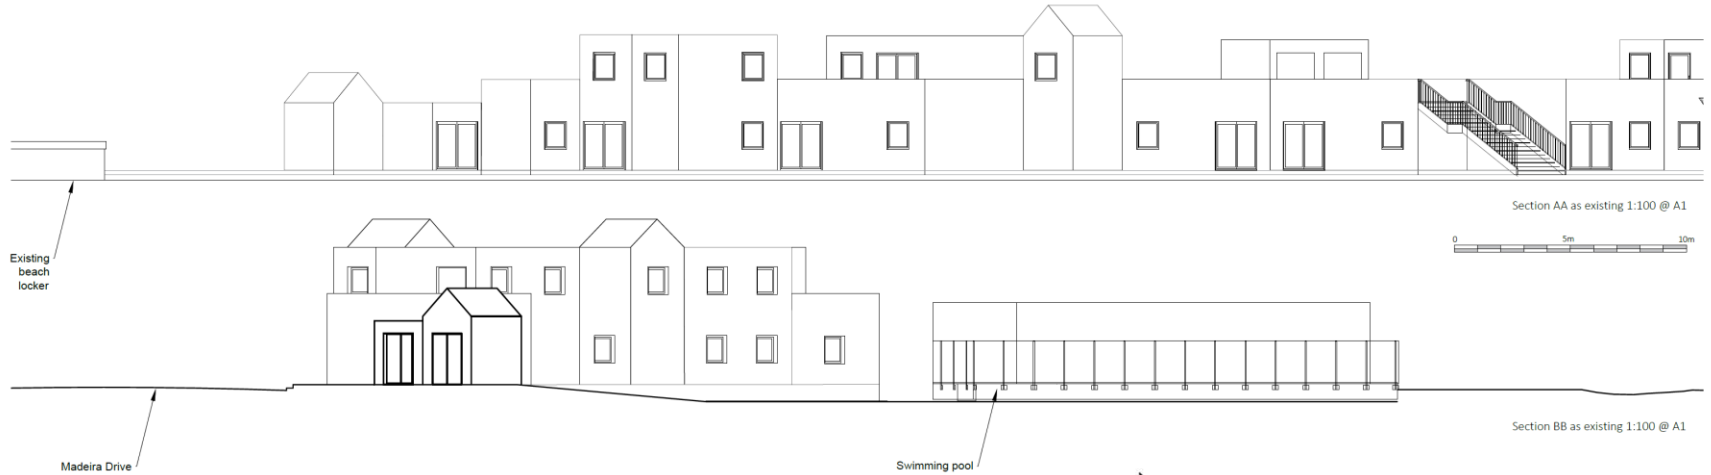 Section AA as existing 1:100 @ A1
0 5m 10m
Existing
beach
locker
Section BB as existing 1:100 @ A1
Madeira Drive
Swimming pool